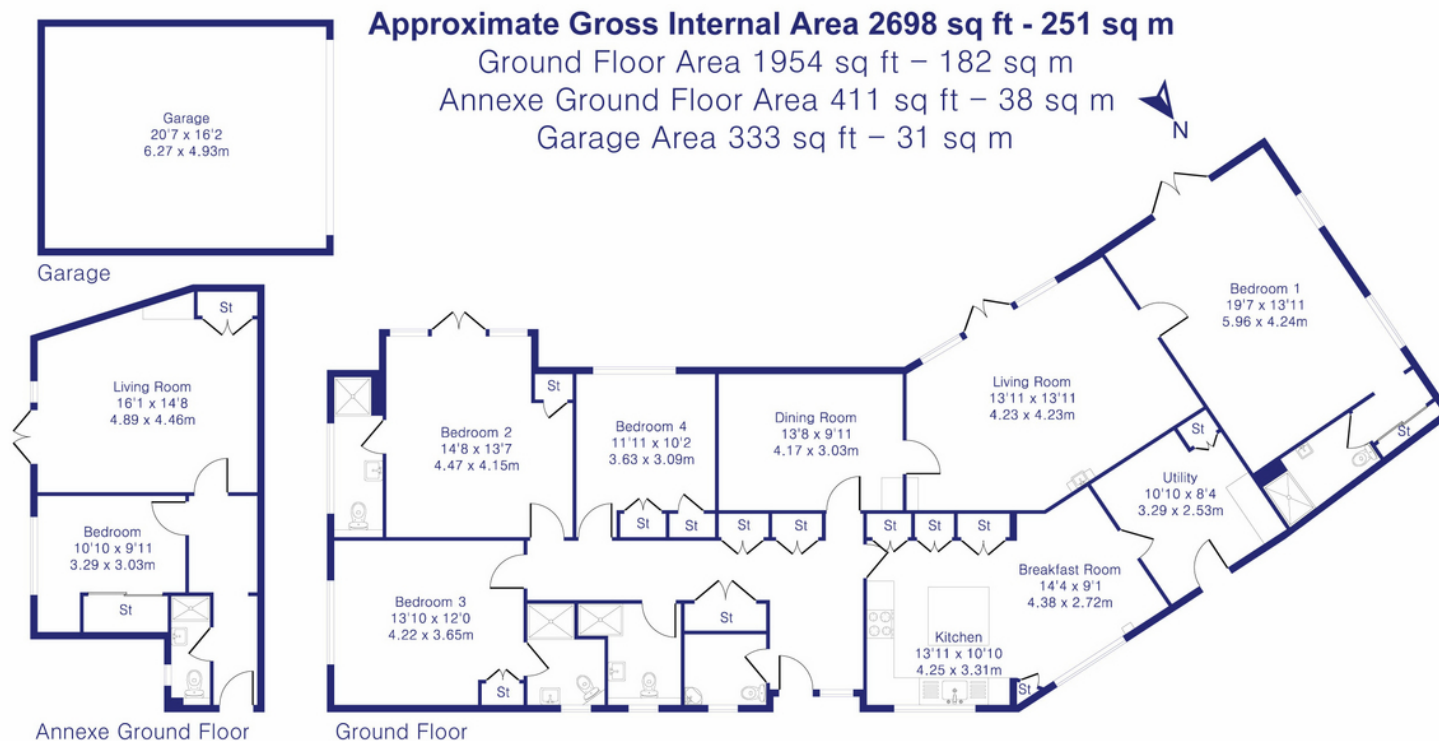 Approximate Gross Internal Area 2698 sq ft - 251 sq m
Ground Floor Area 1954 sq ft – 182 sq m
Annexe Ground Floor Area 411 sq ft – 38 sq m
Garage Area 333 sq ft – 31 sq m
N
Garage
20'7 x 16'2
6.27 x 4.93m
Garage
St
Living Room
16'1 x 14'8
4.89 x 4.46m
Bedroom
10'10 x 9'11
3.29 x 3.03m
St
Annexe Ground Floor
Bedroom 2
14'8 x 13'7
4.47 x 4.15m
St
Bedroom 4
11'11 x 10'2
3.63 x 3.09m
St
St
Dining Room
13'8 x 9'11
4.17 x 3.03m
St
St
Living Room
13'11 x 13'11
4.23 x 4.23m
Bedroom 1
19'7 x 13'11
5.96 x 4.24m
St
St
Utility
10'10 x 8'4
3.29 x 2.53m
St
St
St
Breakfast Room
14'4 x 9'1
4.38 x 2.72m
Kitchen
13'11 x 10'10
4.25 x 3.31m
St
Bedroom 3
13'10 x 12'0
4.22 x 3.65m
St
St
Ground Floor